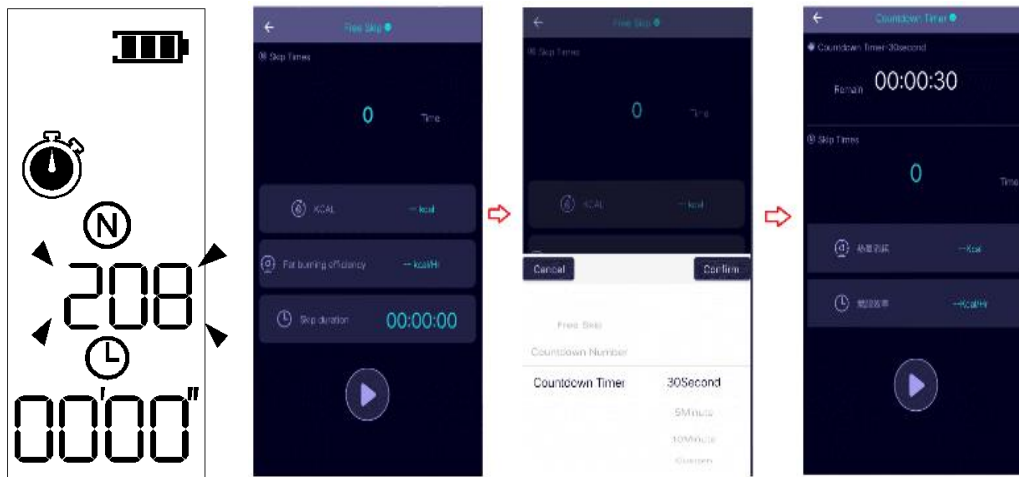 N
208
00'00"
Free Skip
Skip Times
0 Time
KCAL --kcal
Fat burning efficiency --kcal/Hr
Skip duration 00:00:00
Free Skip
Skip Times
0 Time
KCAL --kcal
Cancel Confirm
Free Skip
Countdown Number
Countdown Timer 30Second
5Minute
10Minute
Countdown Timer
Countdown Timer-30second
Remain 00:00:30
Skip Times
0 Time
--Kcal
--Kcal/Hr